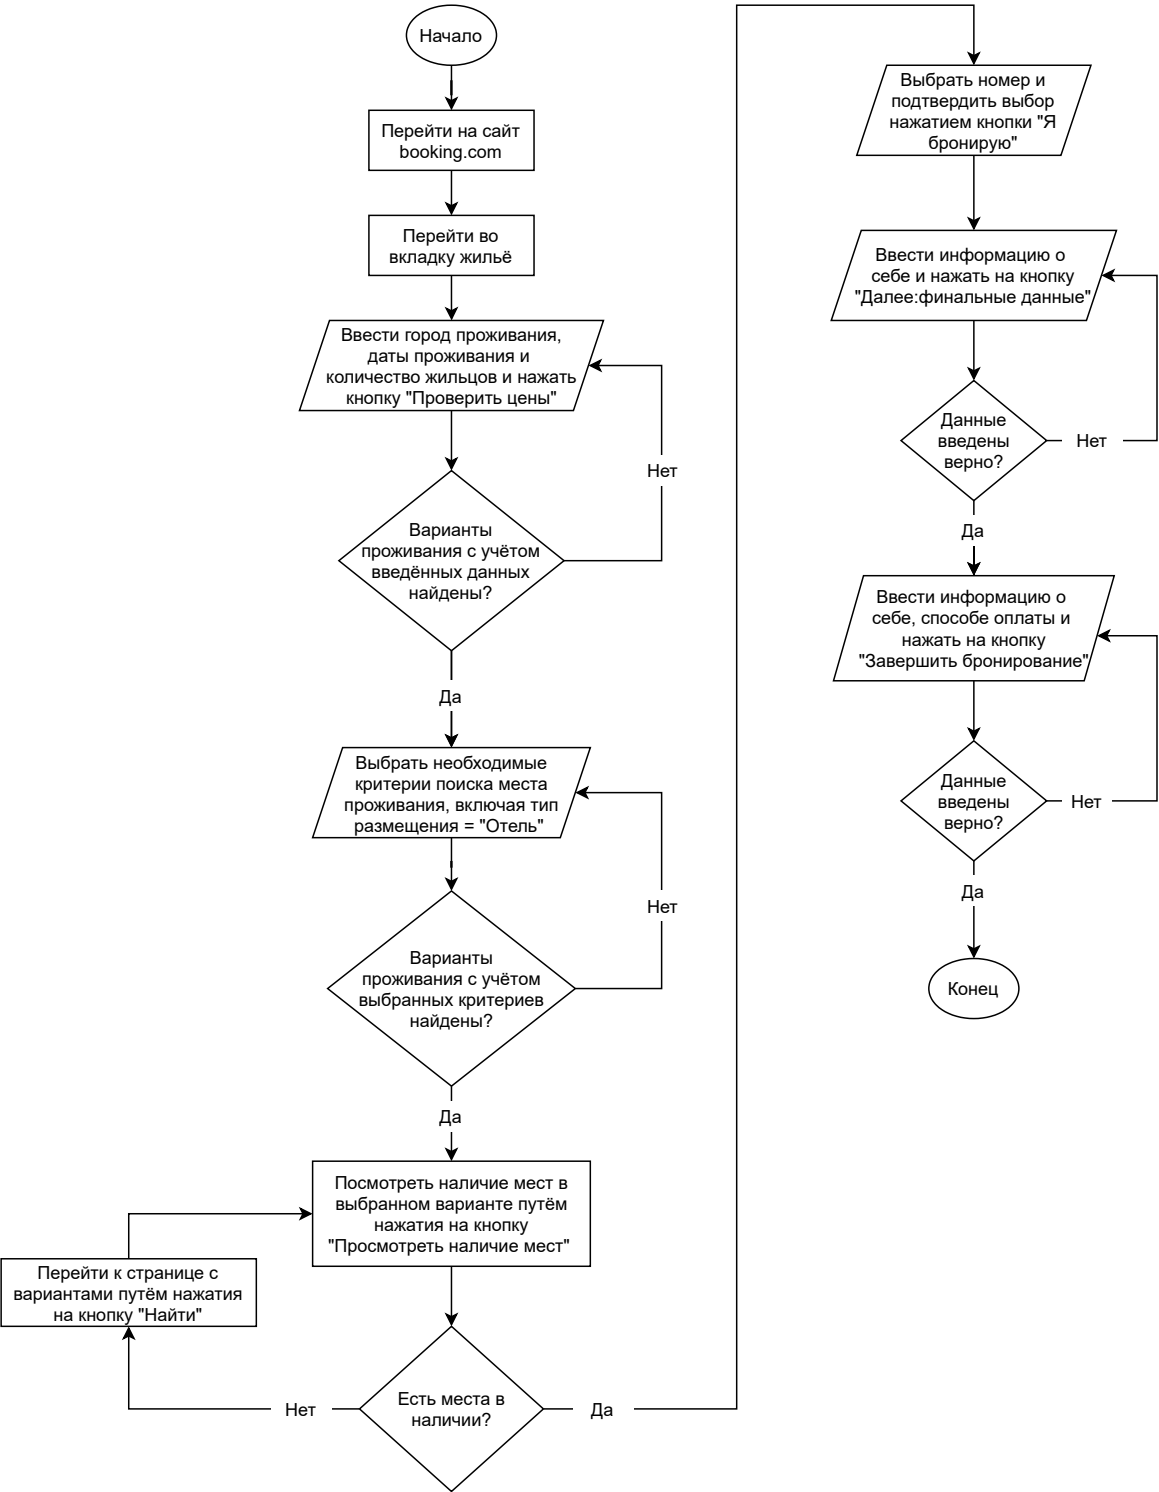 Начало
Перейти на сайт
booking.com
Перейти во
вкладку жильё
Ввести город проживания,
даты проживания и
количество жильцов и нажать
кнопку "Проверить цены"
Нет
Варианты
проживания с учётом
введённых данных
найдены?
Да
Выбрать необходимые
критерии поиска места
проживания, включая тип
размещения = "Отель"
Нет
Варианты
проживания с учётом
выбранных критериев
найдены?
Да
Посмотреть наличие мест в
выбранном варианте путём
нажатия на кнопку
"Просмотреть наличие мест"
Перейти к странице с
вариантами путём нажатия
на кнопку "Найти"
Есть места в
наличии?
Нет
Да
Выбрать номер и
подтвердить выбор
нажатием кнопки "Я
бронирую"
Ввести информацию о
себе и нажать на кнопку
"Далее:финальные данные"
Данные
введены
верно?
Нет
Да
Ввести информацию о
себе, способе оплаты и
нажать на кнопку
"Завершить бронирование"
Данные
введены
верно?
Нет
Да
Конец